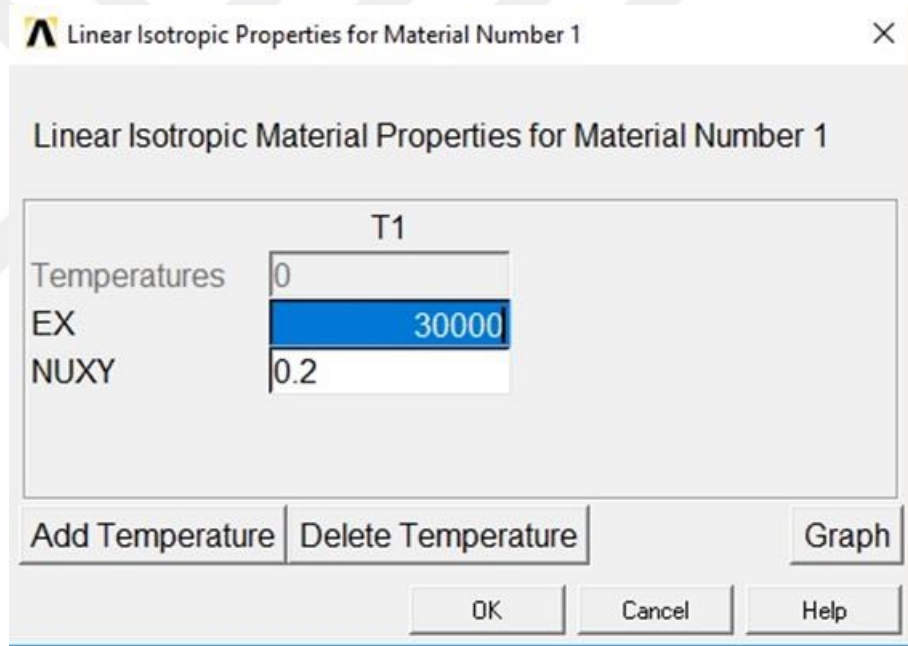 Linear Isotropic Properties for Material Number 1
Linear Isotropic Material Properties for Material Number 1
T1
Temperatures 0
EX 30000
NUXY 0.2
Add Temperature Delete Temperature Graph
OK Cancel Help